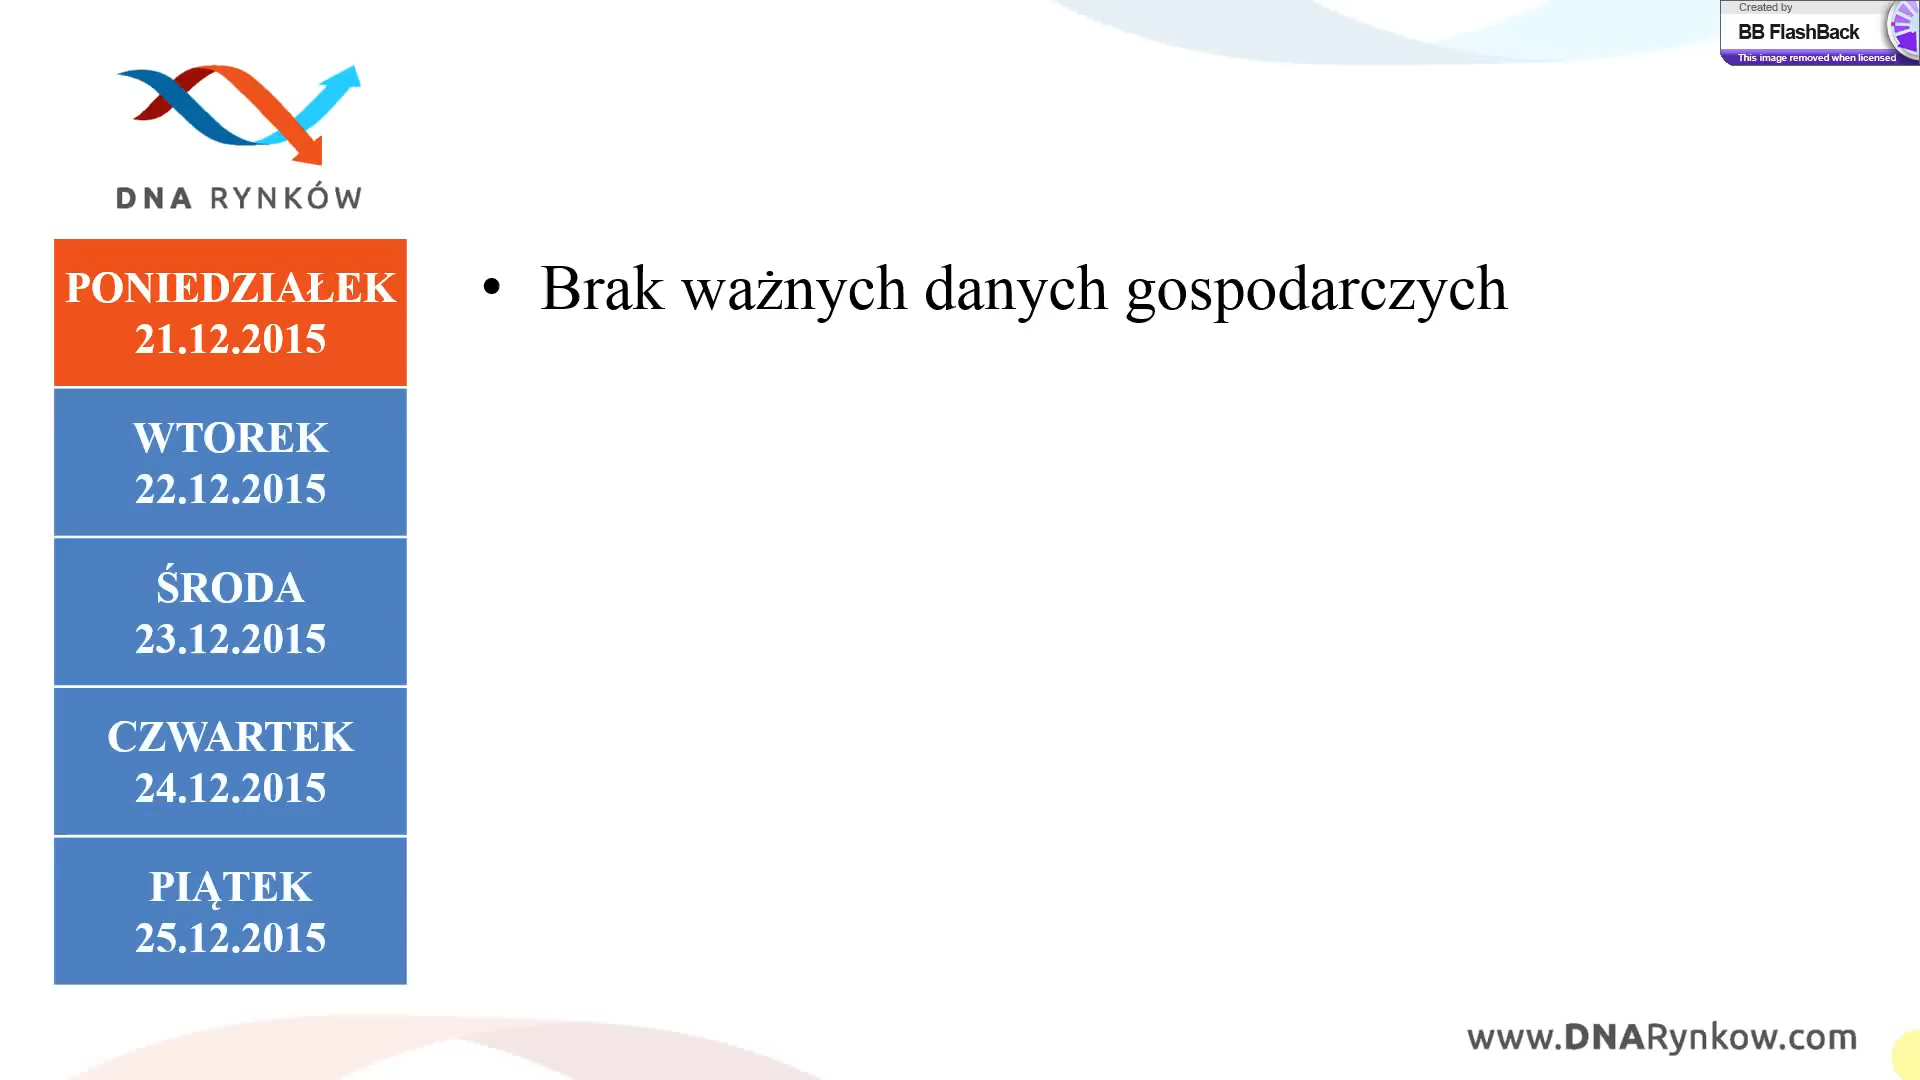 Created by
BB FlashBack
This image removed when licensed
DNA RYNKÓW
PONIEDZIAŁEK
21.12.2015
• Brak ważnych danych gospodarczych
WTOREK
22.12.2015
ŚRODA
23.12.2015
CZWARTEK
24.12.2015
PIĄTEK
25.12.2015
www.DNARynkow.com